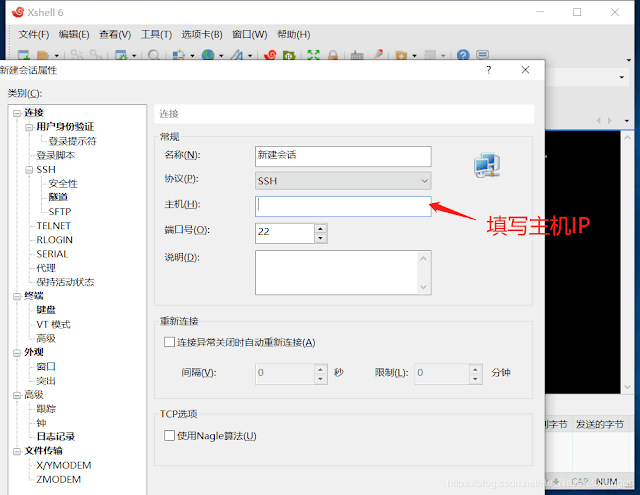 Xshell 6
文件(F) 编辑(E) 查看(V) 工具(T) 选项卡(B) 窗口(W) 帮助(H)
新建会话属性
?
类别(C):
连接
用户身份验证
登录提示符
登录脚本
SSH
安全性
隧道
SFTP
TELNET
RLOGIN
SERIAL
代理
保持活动状态
终端
键盘
VT 模式
高级
外观
窗口
突出
高级
跟踪
钟
日志记录
文件传输
X/YMODEM
ZMODEM
连接
常规
名称(N): 新建会话
协议(P): SSH
主机(H):
填写主机IP
端口号(O): 22
说明(D):
重新连接
连接异常关闭时自动重新连接(A)
间隔(V): 0 秒 限制(L): 0 分钟
TCP选项
使用Nagle算法(U)
到字节 发送的字节
CAP NUM